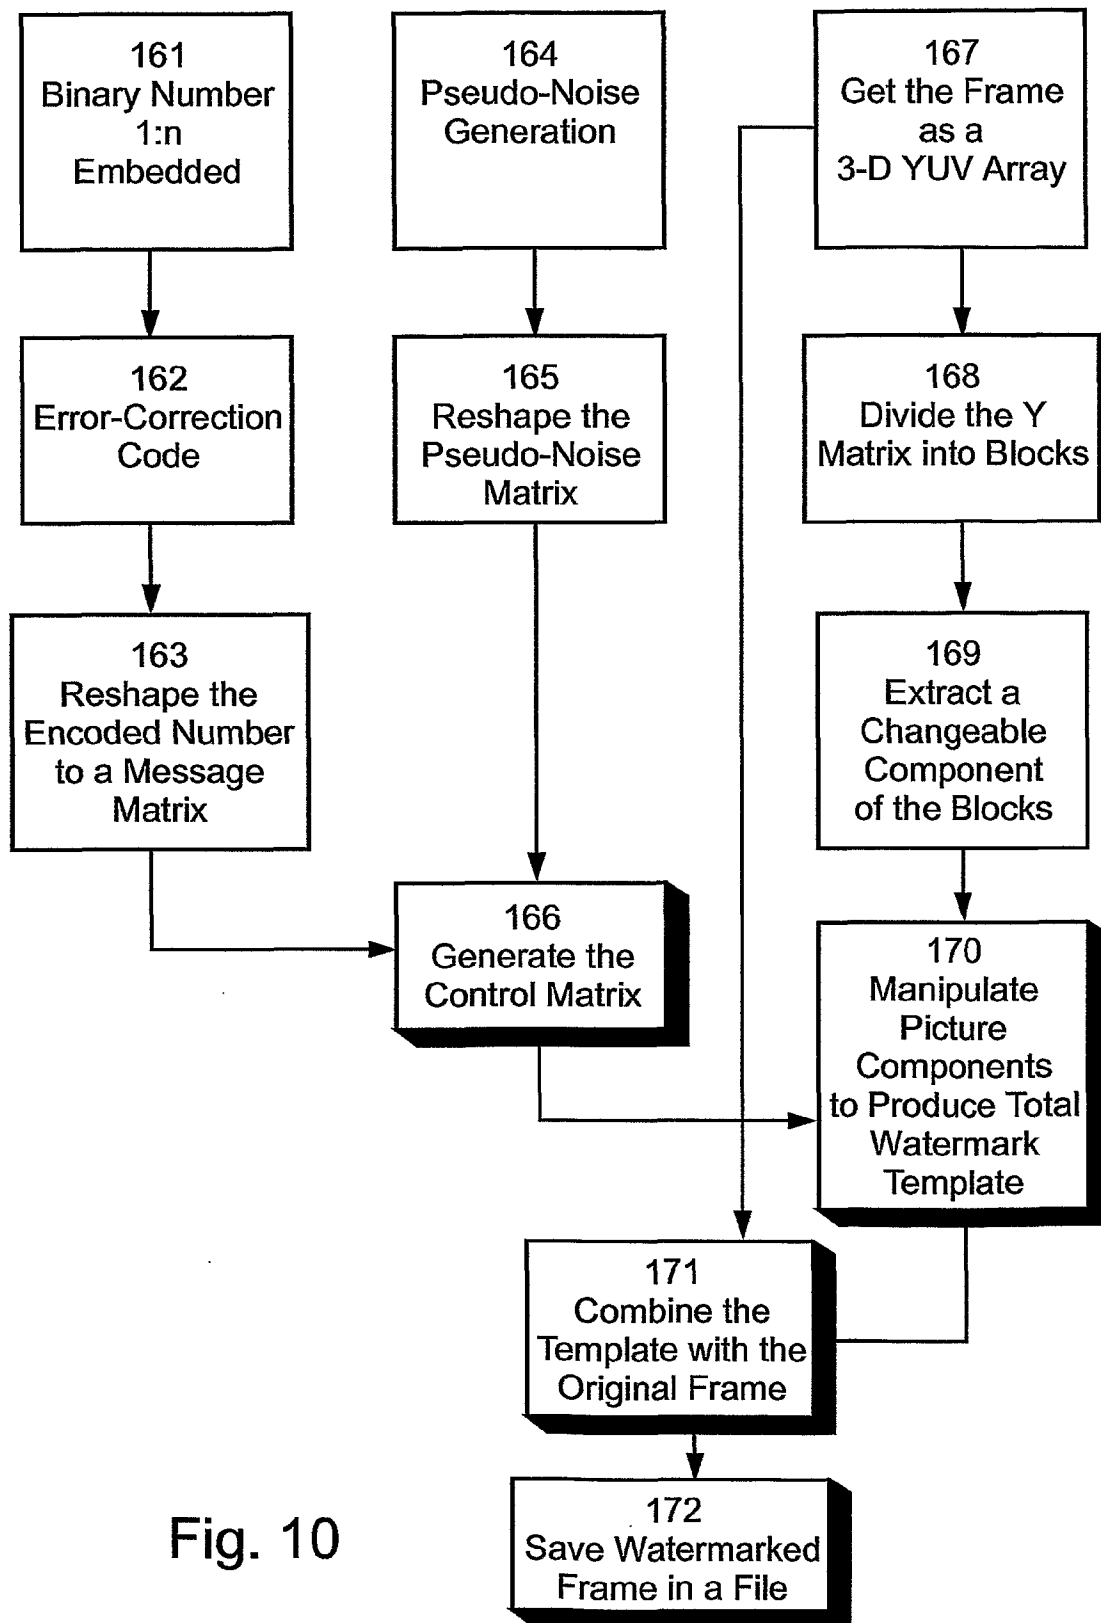 161
Binary Number
1:n
Embedded
164
Pseudo-Noise
Generation
167
Get the Frame
as a
3-D YUV Array
162
Error-Correction
Code
165
Reshape the
Pseudo-Noise
Matrix
168
Divide the Y
Matrix into Blocks
163
Reshape the
Encoded Number
to a Message
Matrix
169
Extract a
Changeable
Component
of the Blocks
166
Generate the
Control Matrix
170
Manipulate
Picture
Components
to Produce Total
Watermark
Template
171
Combine the
Template with the
Original Frame
172
Save Watermarked
Frame in a File
Fig. 10